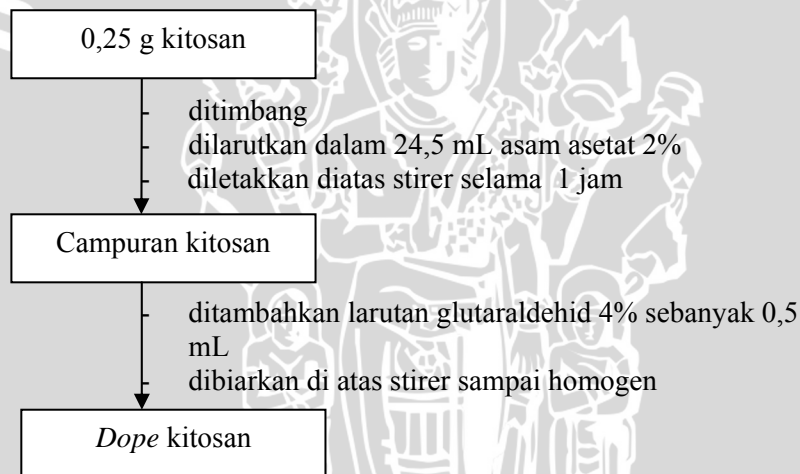 0,25 g kitosan
- ditimbang
- dilarutkan dalam 24,5 mL asam asetat 2%
- diletakkan diatas stirer selama 1 jam
Campuran kitosan
- ditambahkan larutan glutaraldehid 4% sebanyak 0,5
mL
- dibiarkan di atas stirer sampai homogen
Dope kitosan